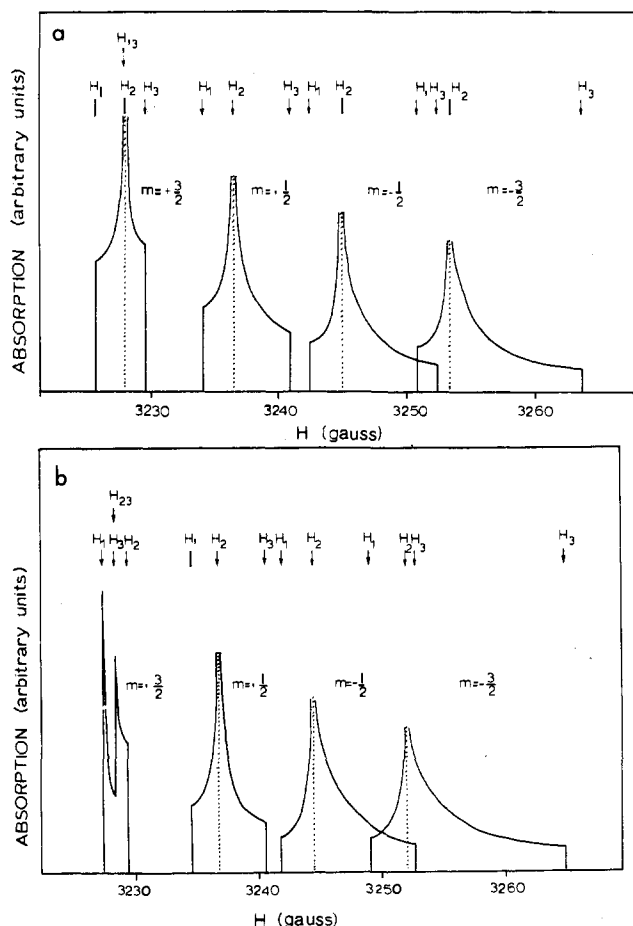 a
H,3
H1 H2 H3 H1 H2 H3 H1 H2 H, H3 H2 H3
m=+3/2 m=+1/2 m=-1/2 m=-3/2
ABSORPTION (arbitrary units)
3230 3240 3250 3260
H (gauss)
b
H23
H1 H3 H2 H1 H2 H3 H1 H2 H1 H2 H3 H3
m=+3/2 m=+1/2 m=-1/2 m=-3/2
ABSORPTION (arbitrary units)
3230 3240 3250 3260
H (gauss)